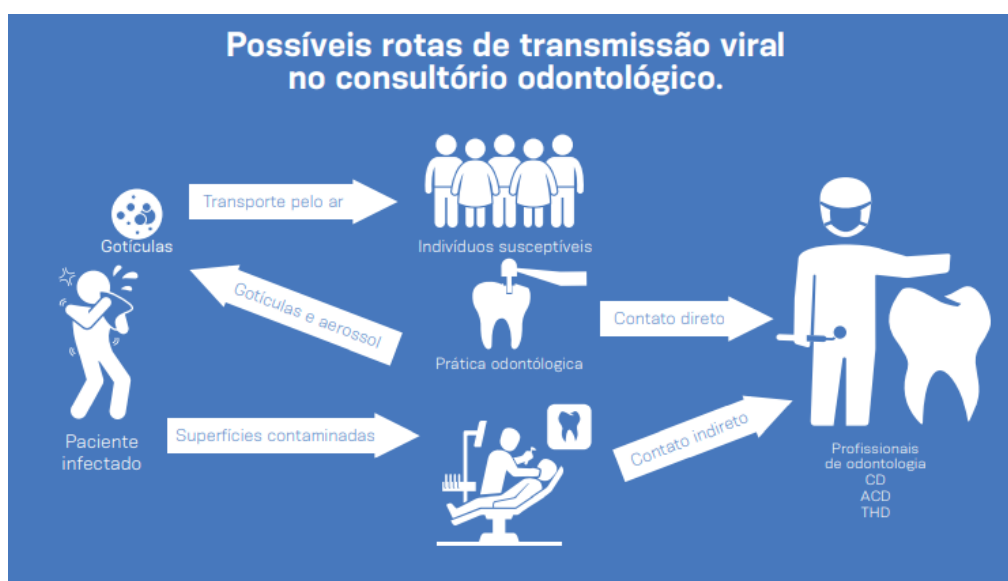 Possíveis rotas de transmissão viral
no consultório odontológico.
Transporte pelo ar
Gotículas
Indivíduos susceptíveis
Gotículas e aerossol
Contato direto
Prática odontólogica
Paciente
infectado
Superfícies contaminadas
Contato indireto
Profissionais
de odontologia
CD
ACD
THD